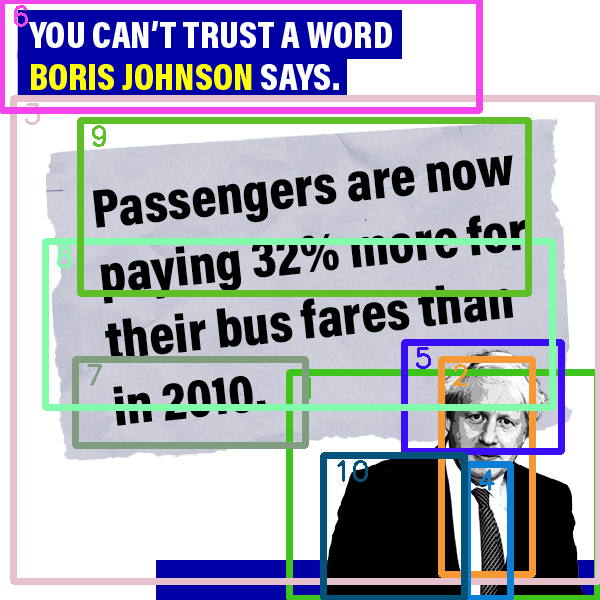 YOU CAN'T TRUST A WORD
BORIS JOHNSON SAYS.
Passengers are now
paying 32% more for
their bus fares than
in 2010.